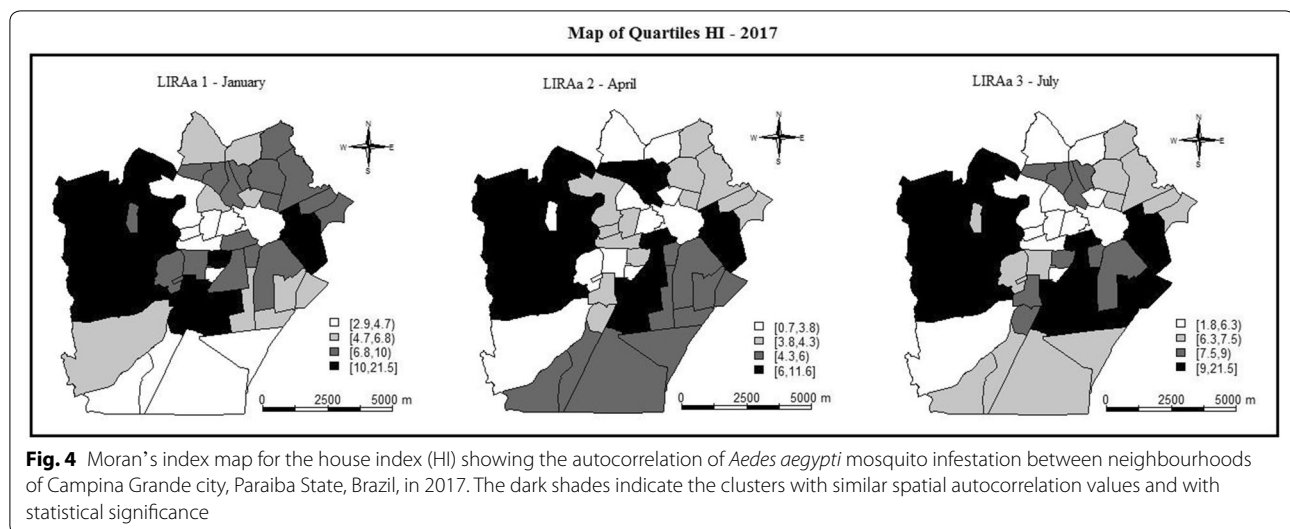 Map of Quartiles HI - 2017
LIRAa 1 - January
N
W E
S
[2.9,4.7)
[4.7,6.8)
[6.8,10)
[10,21.5]
0 2500 5000 m
LIRAa 2 - April
N
W E
S
[0.7,3.8)
[3.8,4.3)
[4.3,6)
[6,11.6]
0 2500 5000 m
LIRAa 3 - July
N
W E
S
[1.8,6.3)
[6.3,7.5)
[7.5,9)
[9,21.5]
0 2500 5000 m
Fig. 4 Moran's index map for the house index (HI) showing the autocorrelation of Aedes aegypti mosquito infestation between neighbourhoods
of Campina Grande city, Paraiba State, Brazil, in 2017. The dark shades indicate the clusters with similar spatial autocorrelation values and with
statistical significance